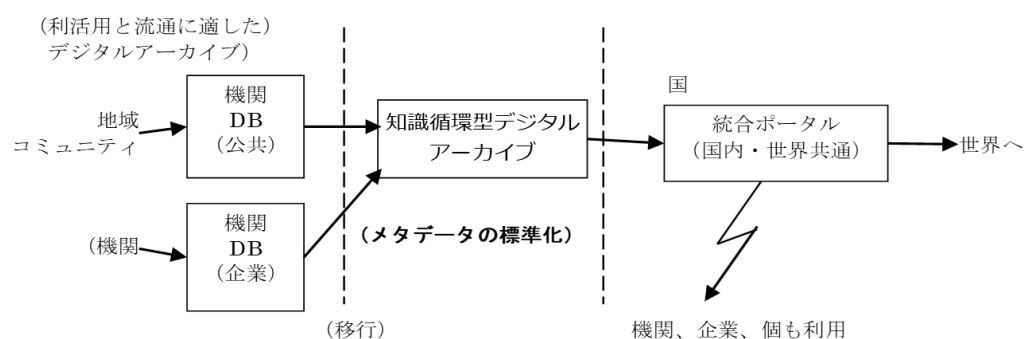 （利活用と流通に適した）
デジタルアーカイブ）
地域
コミュニティ
機関
DB
（公共）
（機関
機関
DB
（企業）
知識循環型デジタル
アーカイブ
（メタデータの標準化）
（移行）
国
統合ポータル
（国内・世界共通）
世界へ
機関、企業、個も利用